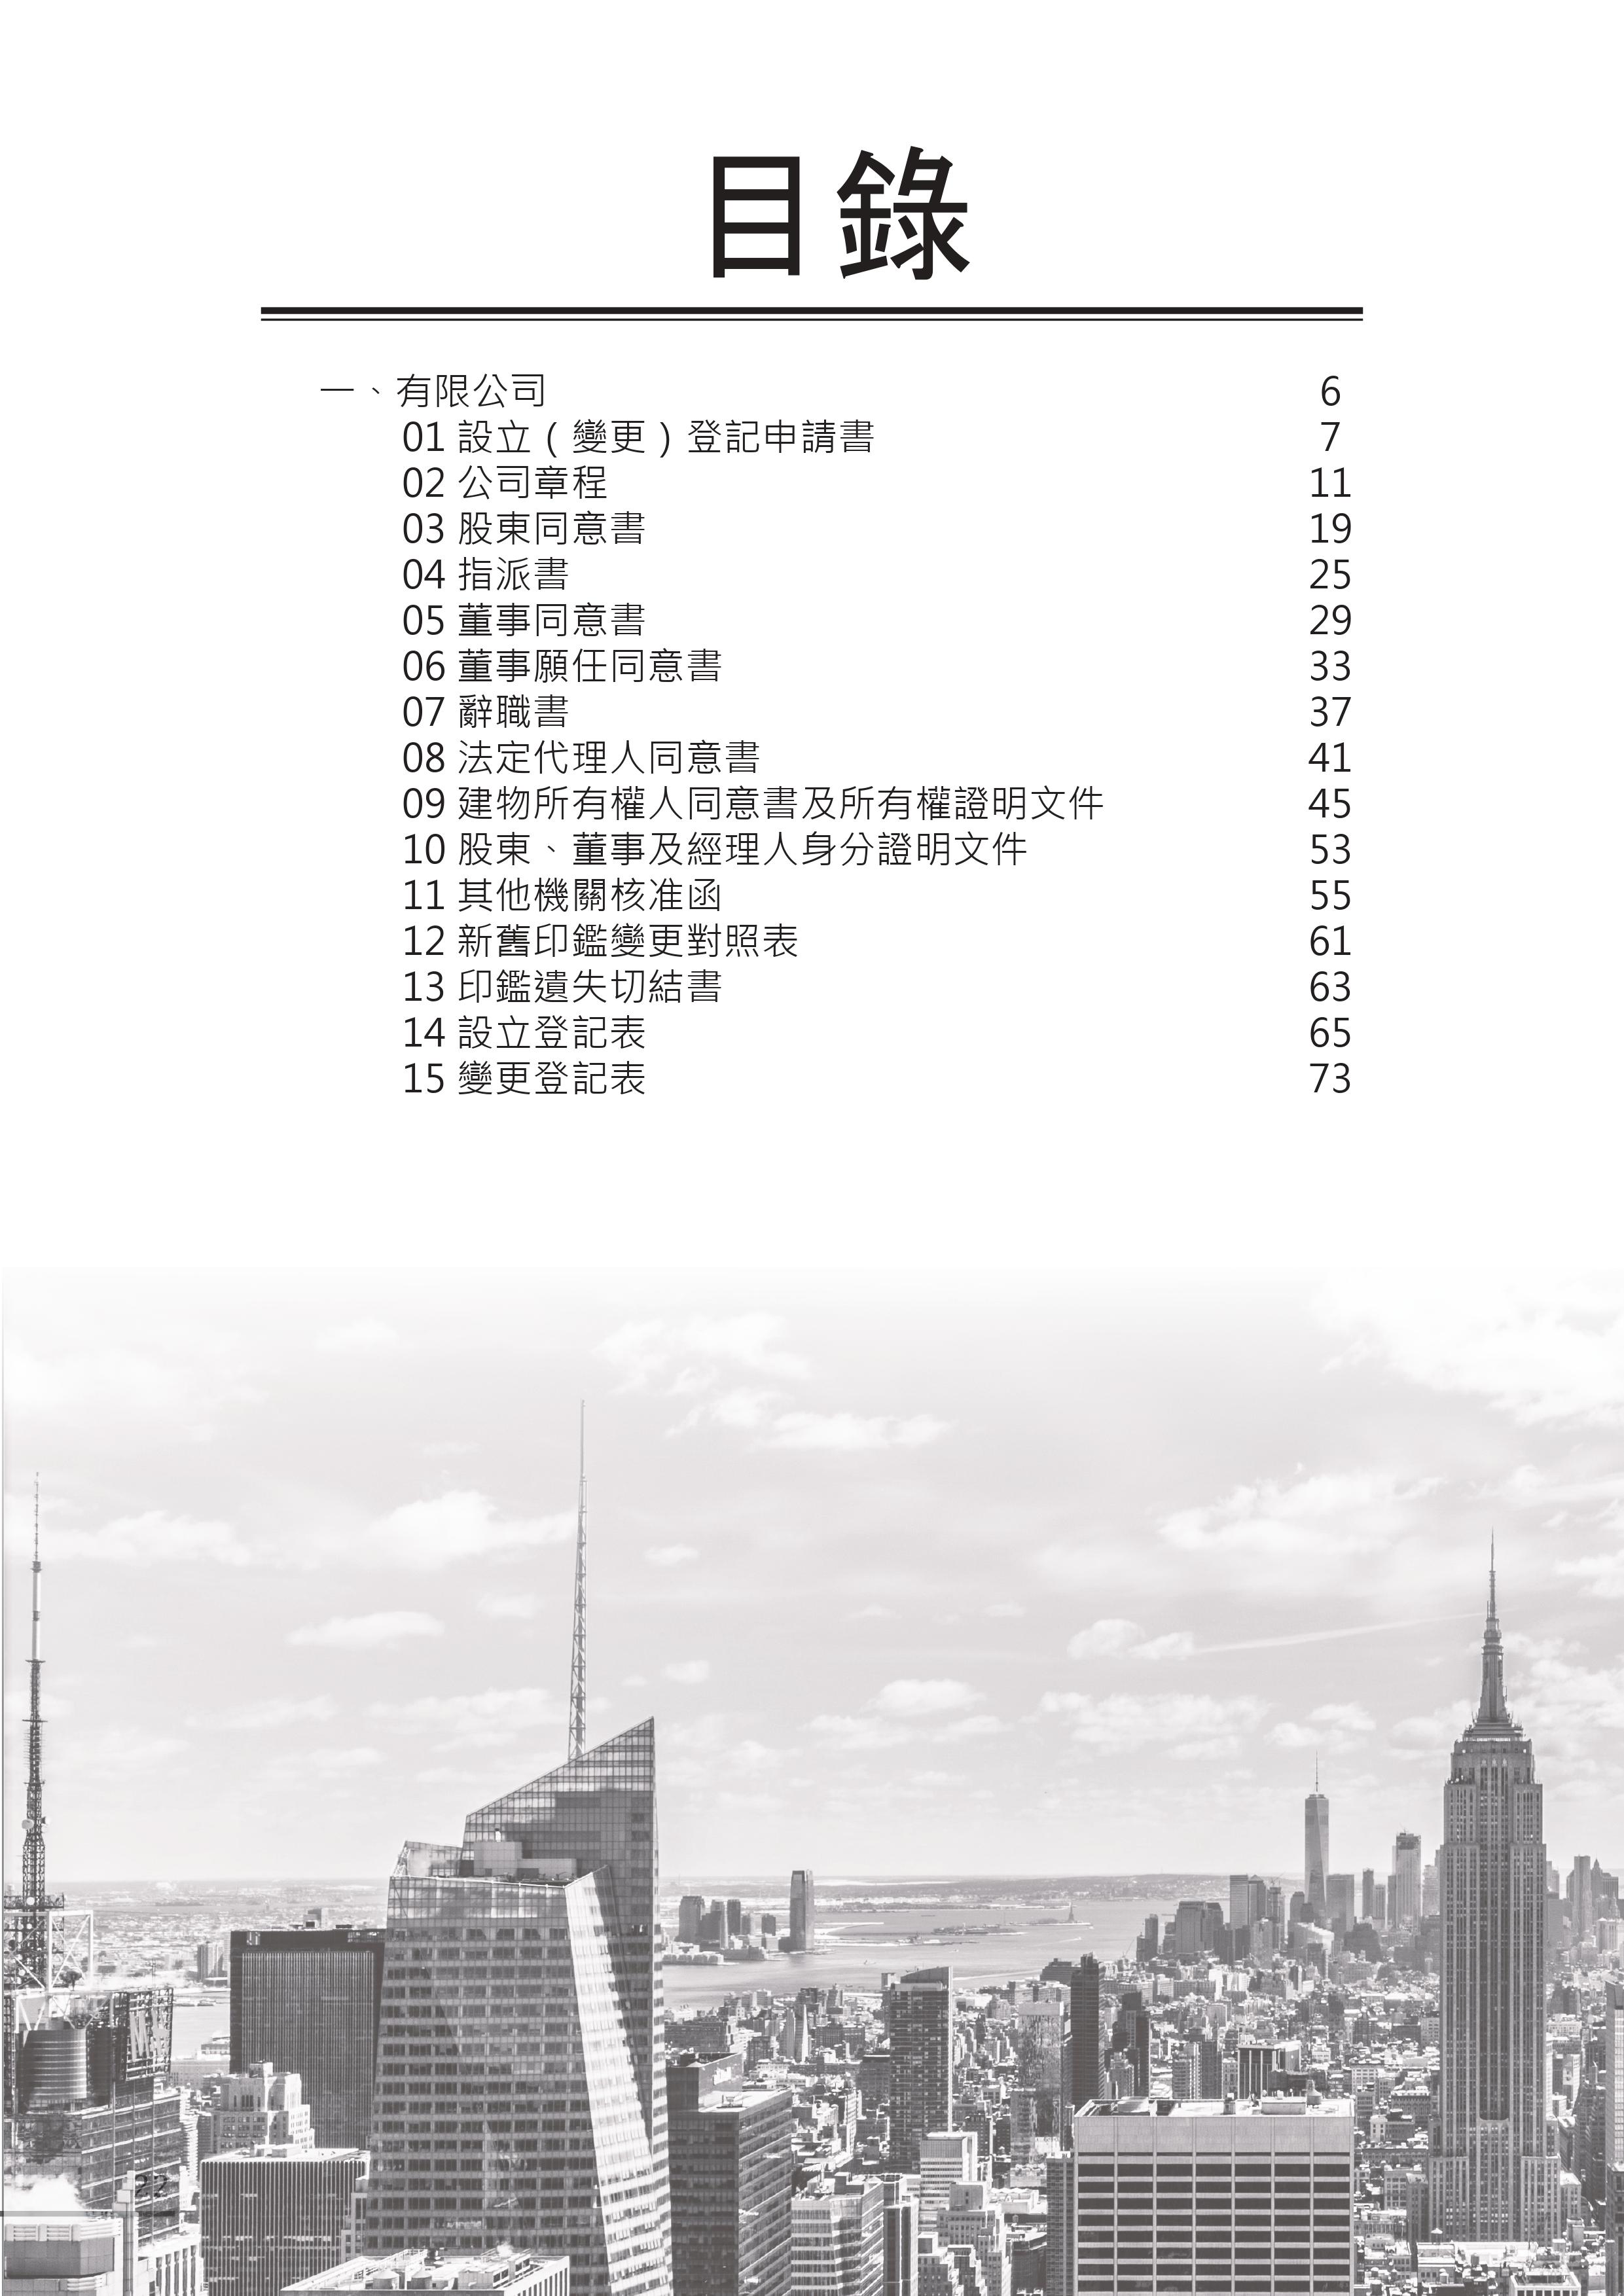 目錄
一、有限公司 6
01 設立（變更）登記申請書 7
02 公司章程 11
03 股東同意書 19
04 指派書 25
05 董事同意書 29
06 董事願任同意書 33
07 辭職書 37
08 法定代理人同意書 41
09 建物所有權人同意書及所有權證明文件 45
10 股東、董事及經理人身分證明文件 53
11 其他機關核准函 55
12 新舊印鑑變更對照表 61
13 印鑑遺失切結書 63
14 設立登記表 65
15 變更登記表 73